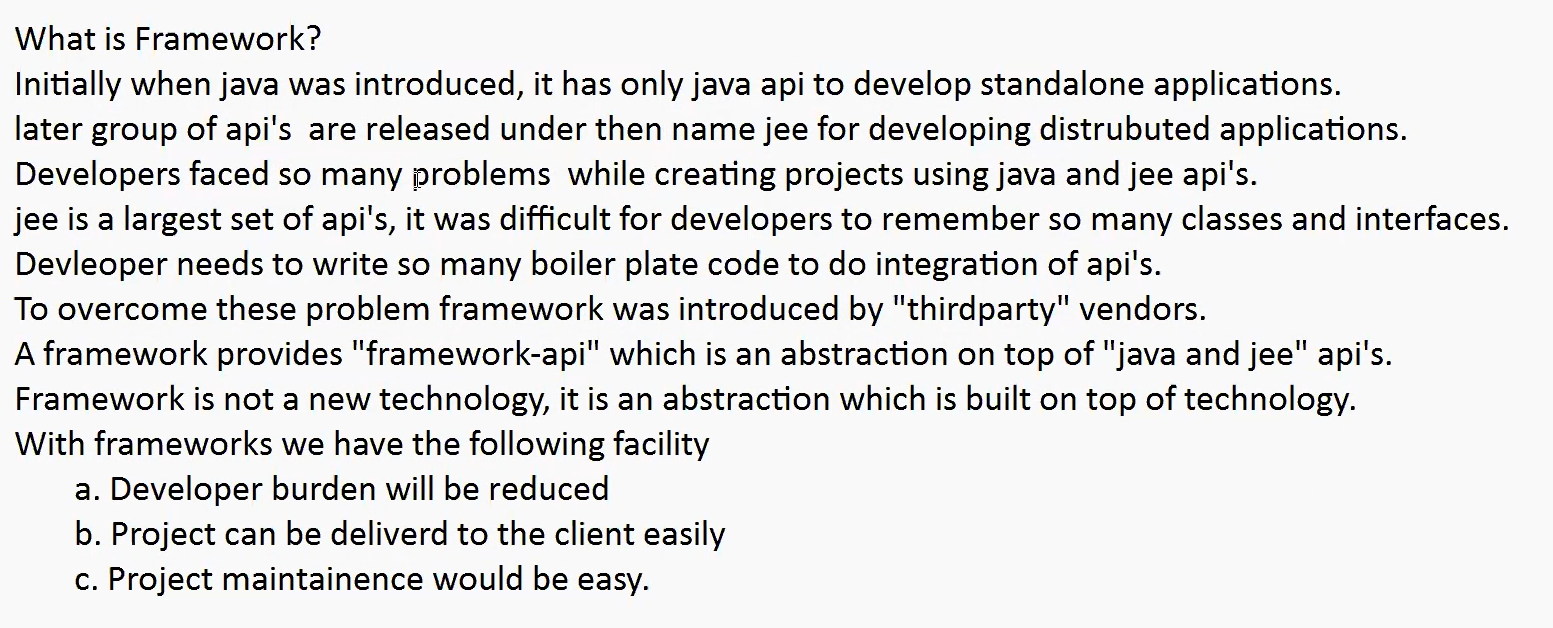 What is Framework?
Initially when java was introduced, it has only java api to develop standalone applications.
later group of api's  are released under then name jee for developing distrubuted applications.
Developers faced so many problems  while creating projects using java and jee api's.
jee is a largest set of api's, it was difficult for developers to remember so many classes and interfaces.
Devleoper needs to write so many boiler plate code to do integration of api's.
To overcome these problem framework was introduced by "thirdparty" vendors.
A framework provides "framework-api" which is an abstraction on top of "java and jee" api's.
Framework is not a new technology, it is an abstraction which is built on top of technology.
With frameworks we have the following facility
a. Developer burden will be reduced
b. Project can be deliverd to the client easily
c. Project maintainence would be easy.